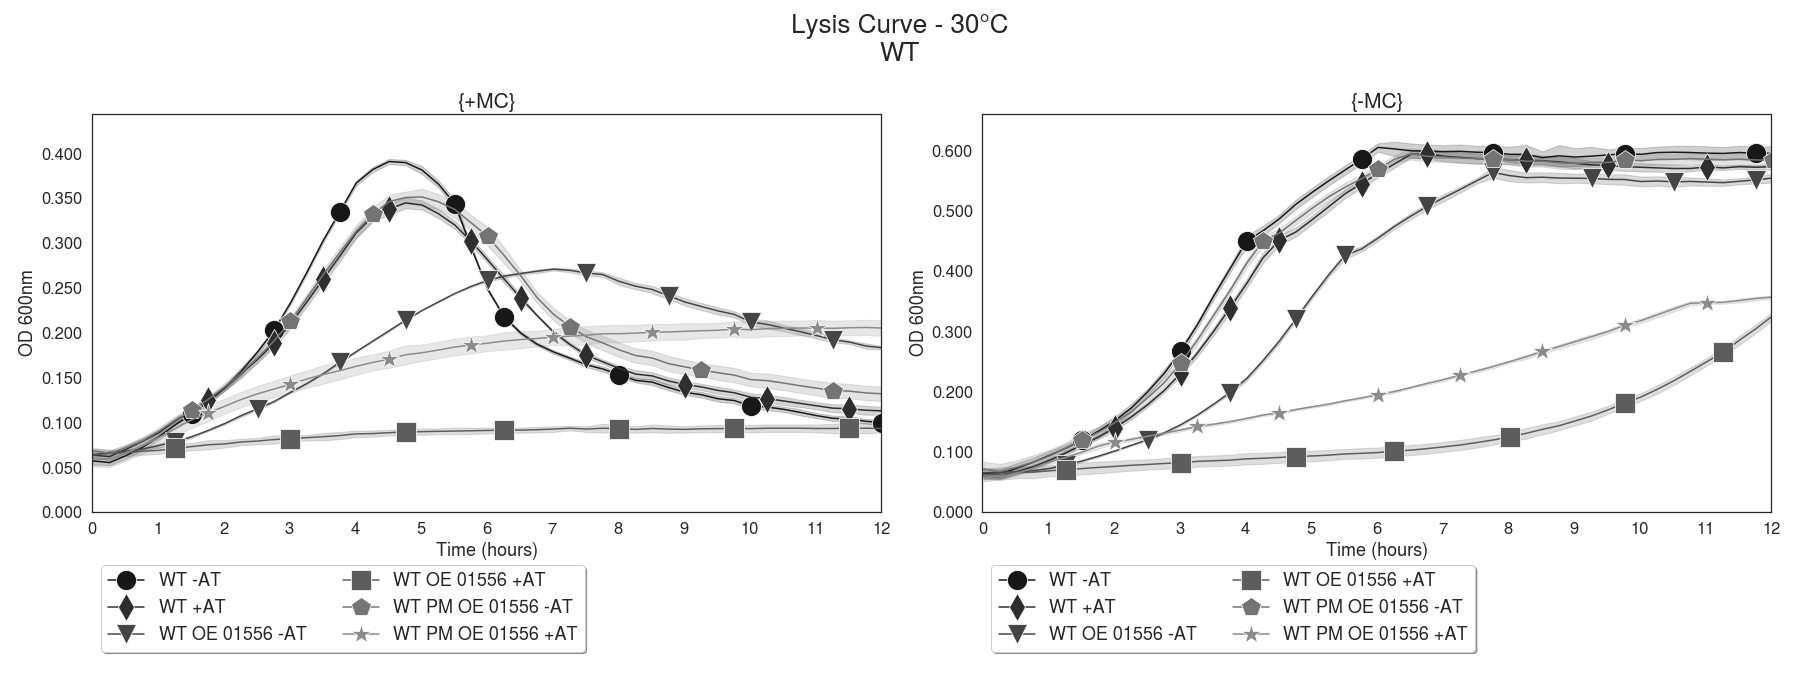 Lysis Curve - 30°C
WT
{+MC}
OD 600nm
0.400
0.350
0.300
0.250
0.200
0.150
0.100
0.050
0.000
0 1 2 3 4 5 6 7 8 9 10 11 12
Time (hours)
WT -AT
WT +AT
WT OE 01556 -AT
WT OE 01556 +AT
WT PM OE 01556 -AT
WT PM OE 01556 +AT
{-MC}
OD 600nm
0.600
0.500
0.400
0.300
0.200
0.100
0.000
0 1 2 3 4 5 6 7 8 9 10 11 12
Time (hours)
WT -AT
WT +AT
WT OE 01556 -AT
WT OE 01556 +AT
WT PM OE 01556 -AT
WT PM OE 01556 +AT